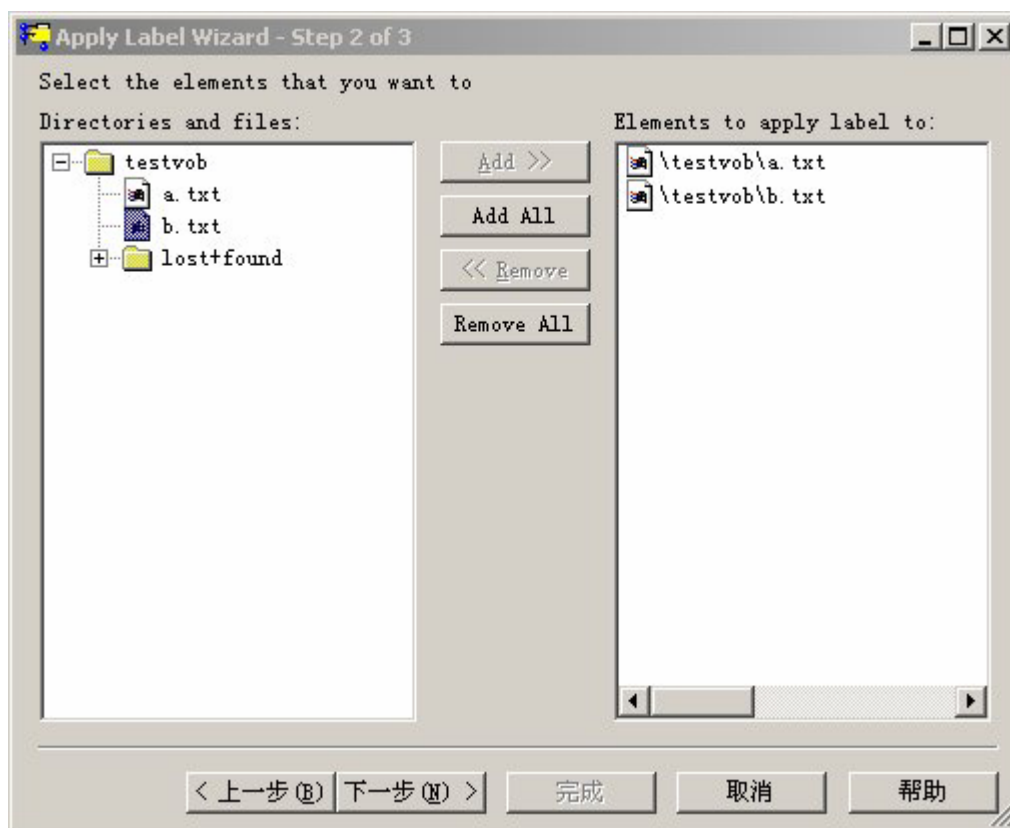 Apply Label Wizard - Step 2 of 3
Select the elements that you want to
Directories and files:
testvob
a.txt
b.txt
lost+found
Add >>
Add All
<< Remove
Remove All
Elements to apply label to:
\testvob\a.txt
\testvob\b.txt
< 上一步(B)
下一步(N) >
完成
取消
帮助